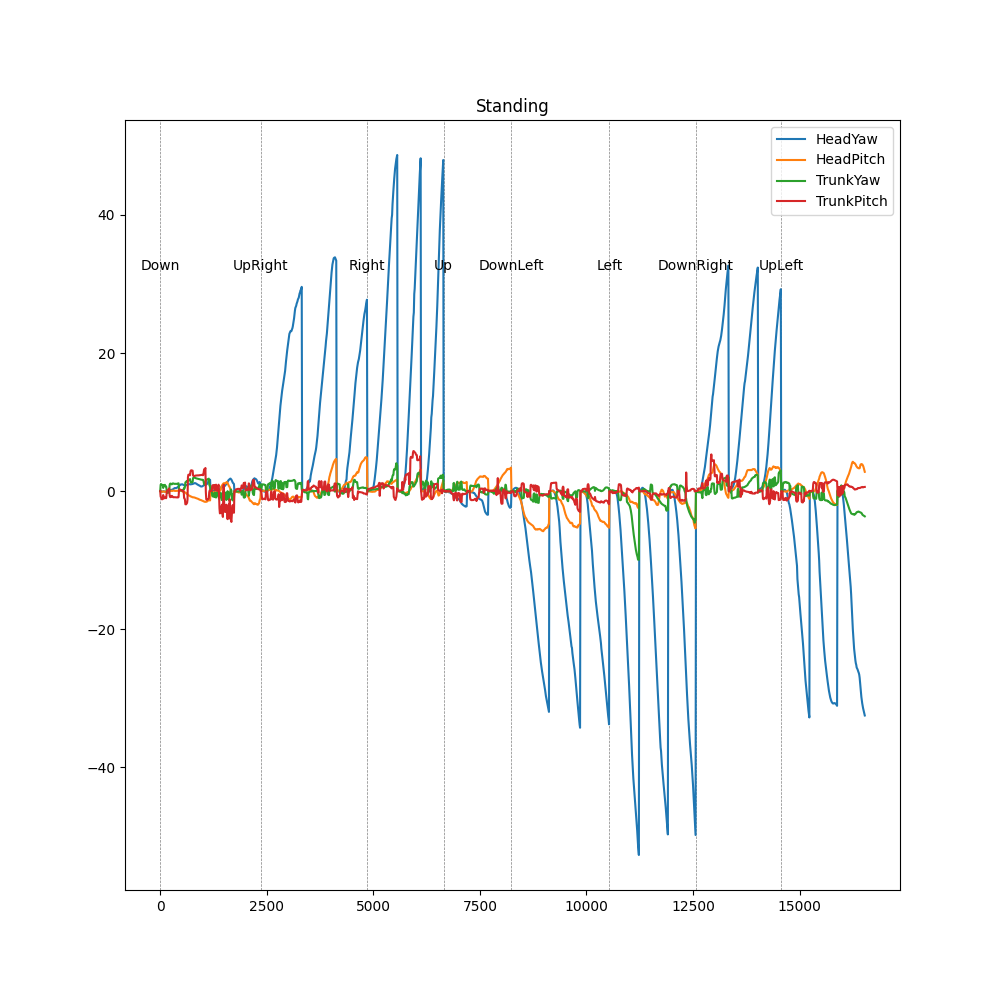 Standing
HeadYaw
HeadPitch
TrunkYaw
TrunkPitch
40
Down UpRight Right Up DownLeft Left DownRight UpLeft
20
0
−20
−40
0 2500 5000 7500 10000 12500 15000